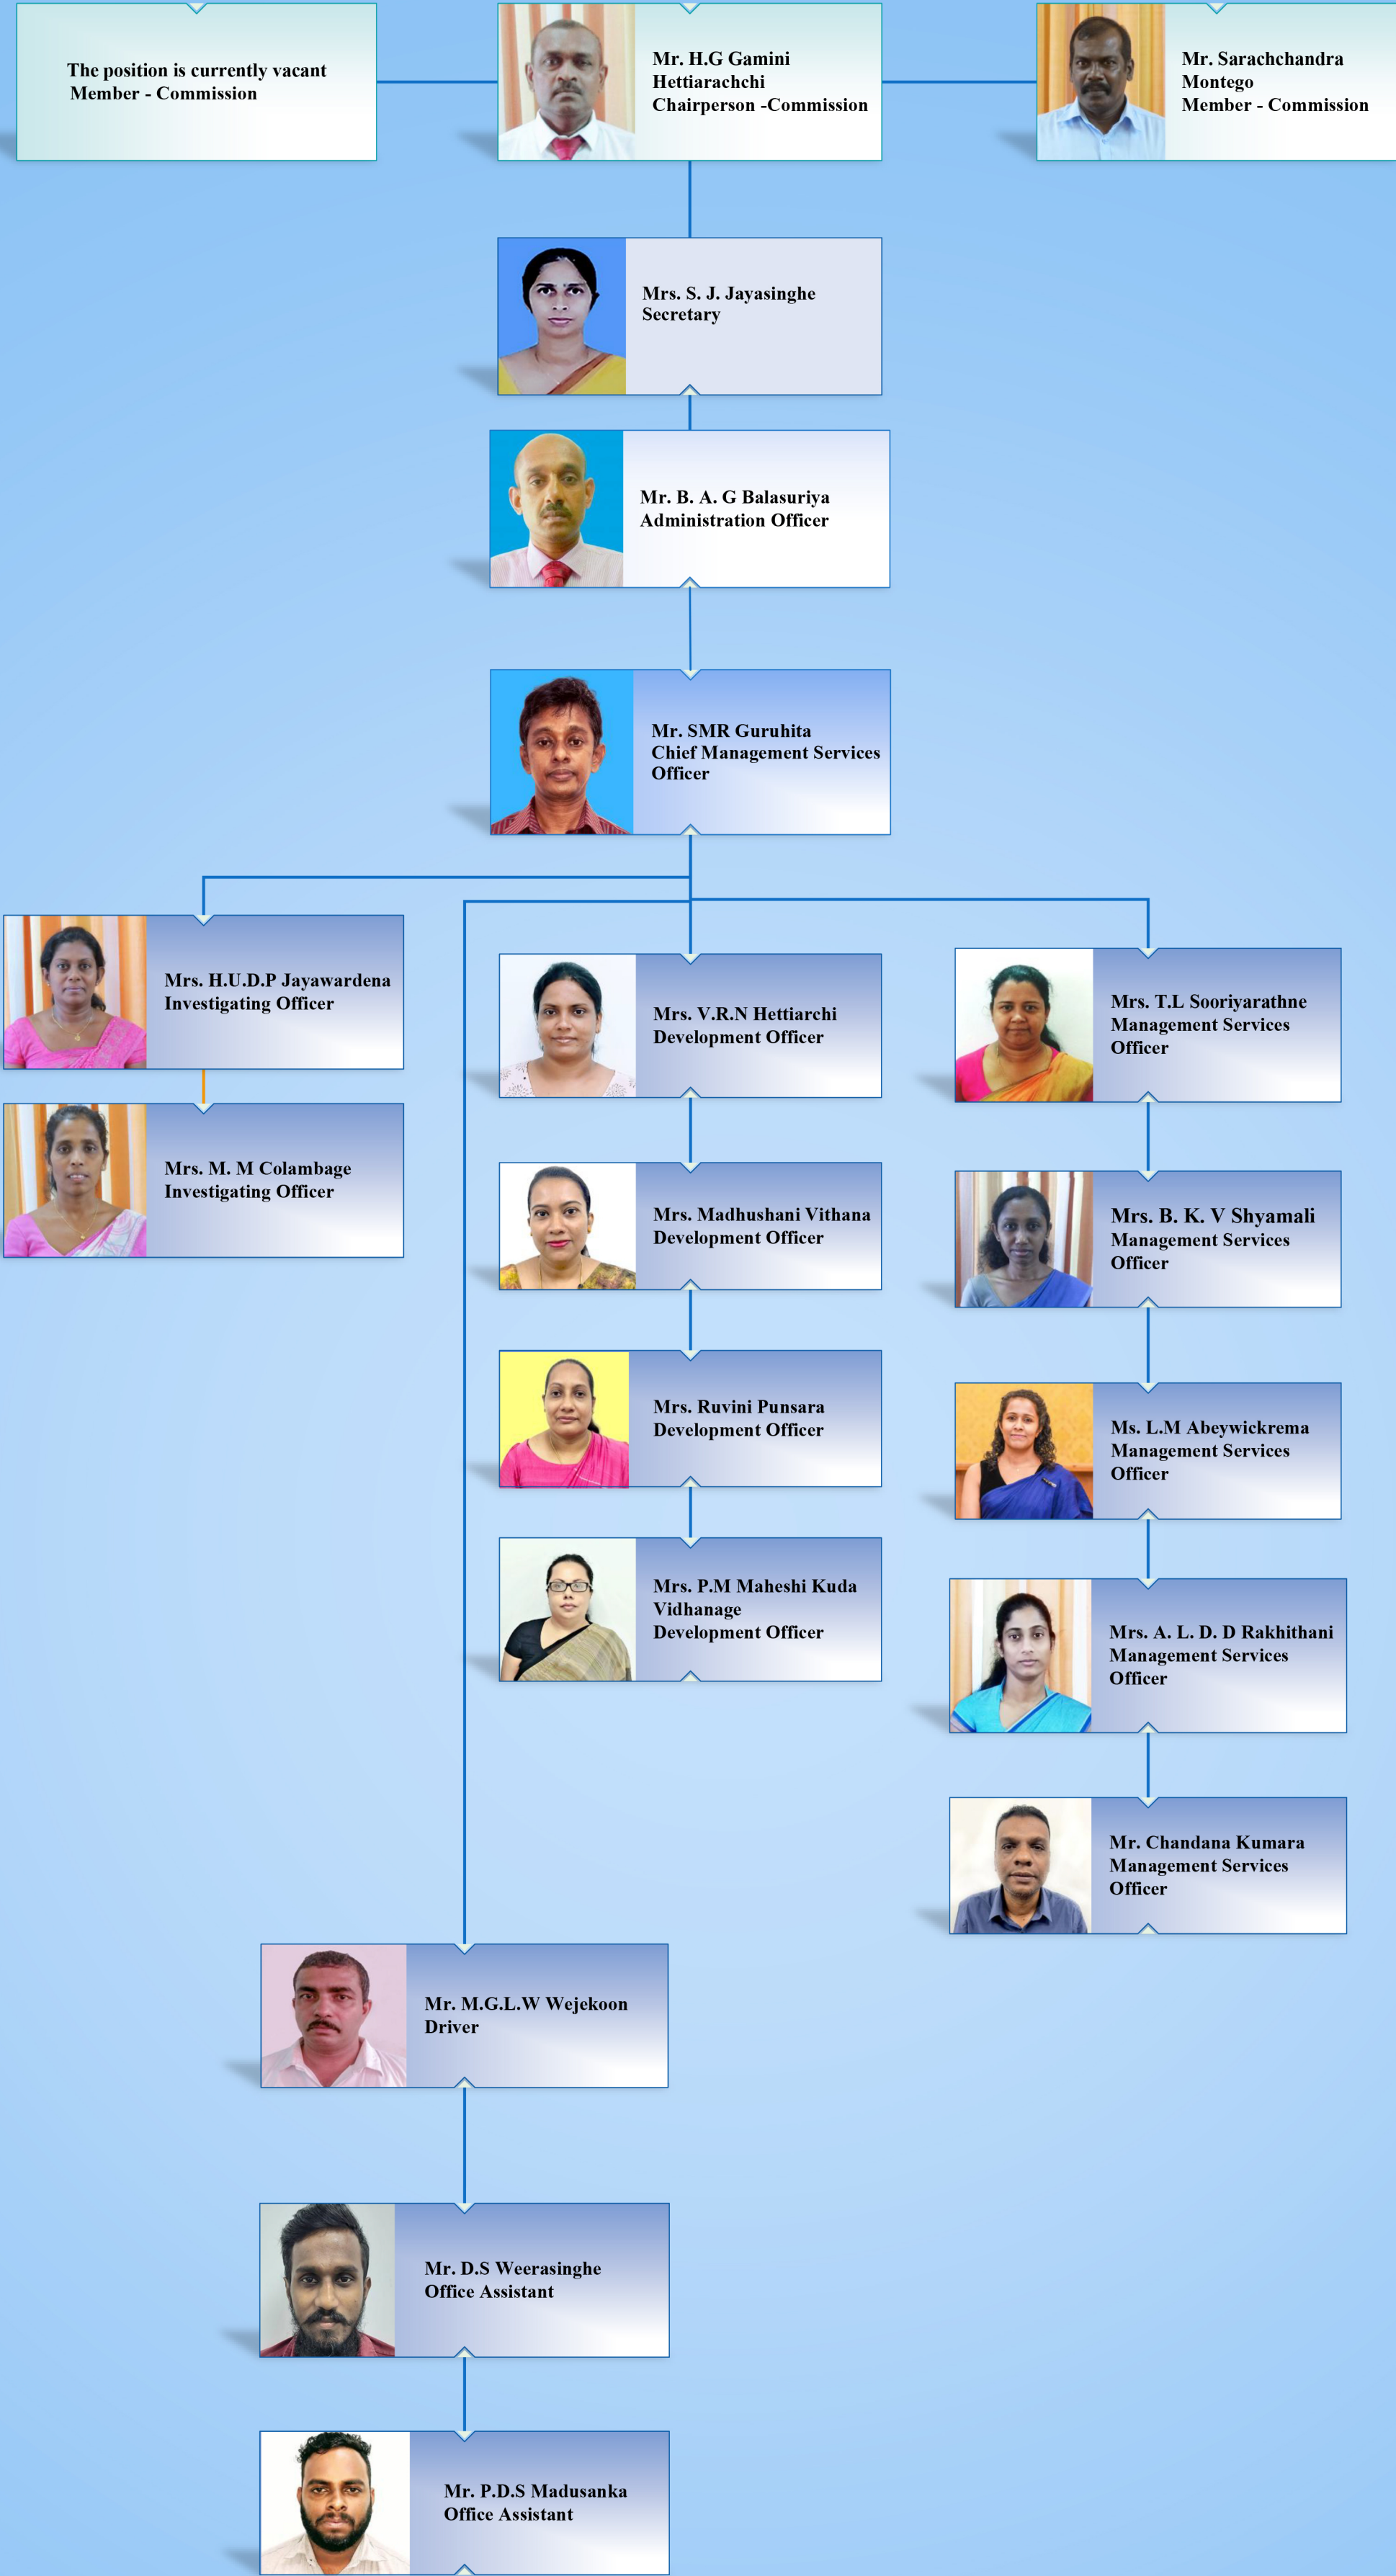 The position is currently vacant
Member - Commission
Mr. H.G Gamini
Hettiarachchi
Chairperson -Commission
Mr. Sarachchandra
Montego
Member - Commission
Mrs. S. J. Jayasinghe
Secretary
Mr. B. A. G Balasuriya
Administration Officer
Mr. SMR Guruhita
Chief Management Services
Officer
Mrs. H.U.D.P Jayawardena
Investigating Officer
Mrs. M. M Colambage
Investigating Officer
Mrs. V.R.N Hettiarchi
Development Officer
Mrs. Madhushani Vithana
Development Officer
Mrs. Ruvini Punsara
Development Officer
Mrs. P.M Maheshi Kuda
Vidhanage
Development Officer
Mrs. T.L Sooriyarathne
Management Services
Officer
Mrs. B. K. V Shyamali
Management Services
Officer
Ms. L.M Abeywickrema
Management Services
Officer
Mrs. A. L. D. D Rakhithani
Management Services
Officer
Mr. Chandana Kumara
Management Services
Officer
Mr. M.G.L.W Wejekoon
Driver
Mr. D.S Weerasinghe
Office Assistant
Mr. P.D.S Madusanka
Office Assistant